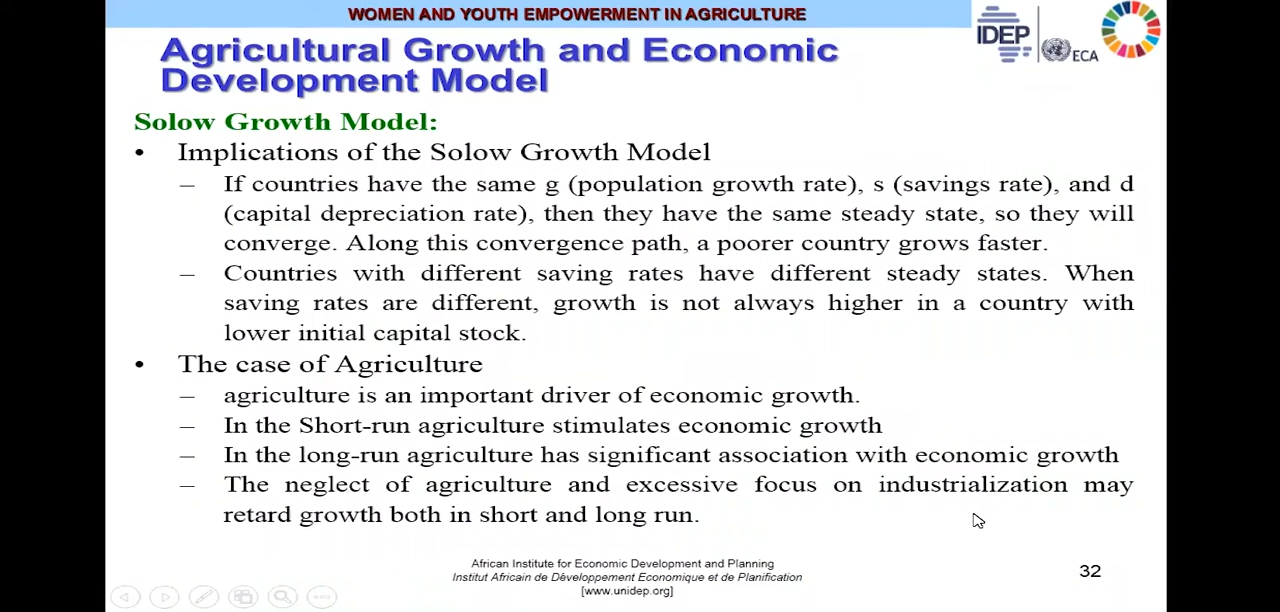 WOMEN AND YOUTH EMPOWERMENT IN AGRICULTURE
IDEP
ECA
Agricultural Growth and Economic
Development Model
Solow Growth Model:
• Implications of the Solow Growth Model
– If countries have the same g (population growth rate), s (savings rate), and d
(capital depreciation rate), then they have the same steady state, so they will
converge. Along this convergence path, a poorer country grows faster.
– Countries with different saving rates have different steady states. When
saving rates are different, growth is not always higher in a country with
lower initial capital stock.
• The case of Agriculture
– agriculture is an important driver of economic growth.
– In the Short-run agriculture stimulates economic growth
– In the long-run agriculture has significant association with economic growth
– The neglect of agriculture and excessive focus on industrialization may
retard growth both in short and long run.
African Institute for Economic Development and Planning
Institut Africain de Développement Economique et de Planification
[www.unidep.org]
32